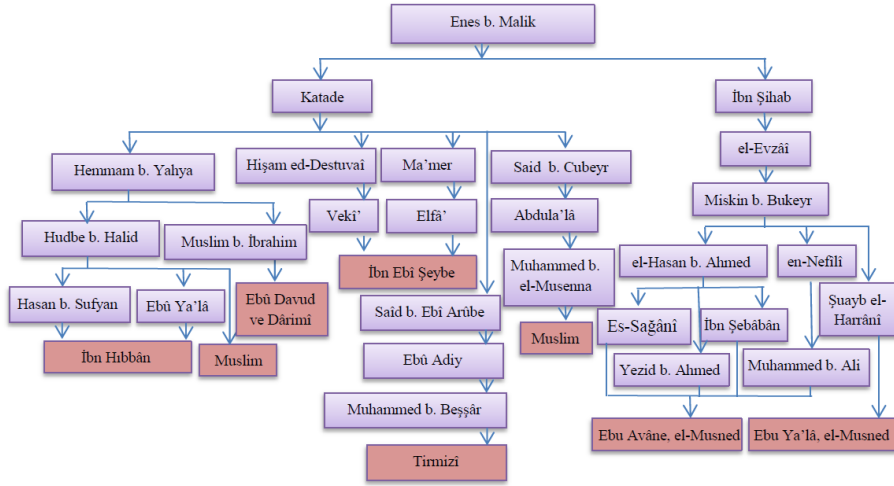 Enes b. Malik
Katade
İbn Şihab
el-Evzâî
Hemmam b. Yahya
Hişam ed-Destuvaî
Ma’mer
Said b. Cubeyr
Miskin b. Bukeyr
Vekî’
Elfâ’
Abdula’lâ
Hudbe b. Halid
Muslim b. İbrahim
el-Hasan b. Ahmed
en-Nefilî
İbn Ebî Şeybe
Muhammed b.
el-Musenna
Hasan b. Sufyan
Ebû Ya’lâ
Ebû Davud
ve Dârimî
Saîd b. Ebî Arûbe
Es-Sağânî
İbn Şebâbân
Şuayb el-
Harrânî
İbn Hıbbân
Muslim
Muslim
Ebû Adiy
Yezid b. Ahmed
Muhammed b. Ali
Muhammed b. Beşşâr
Ebu Avâne, el-Musned
Ebu Ya’lâ, el-Musned
Tirmizî